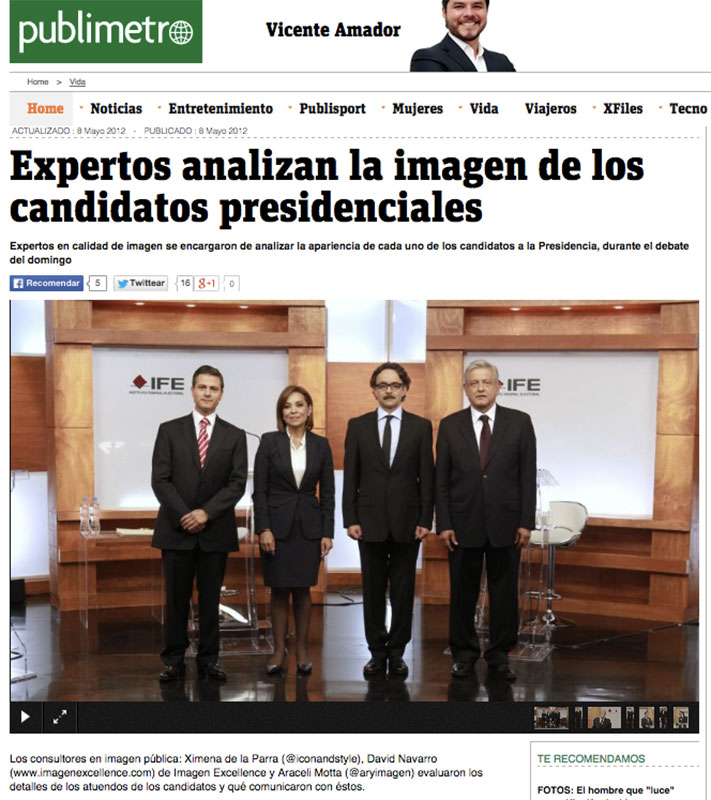 publimetro
Vicente Amador
Home > Vida
Home Noticias Entretenimiento Publisport Mujeres Vida Viajeros XFiles Tecno
ACTUALIZADO : 8 Mayo 2012 - PUBLICADO : 8 Mayo 2012
Expertos analizan la imagen de los
candidatos presidenciales
Expertos en calidad de imagen se encargaron de analizar la apariencia de cada uno de los candidatos a la Presidencia, durante el debate
del domingo
Recomendar 5 Twittear 16 g+1 0
IFE IFE
INSTITUTO FEDERAL ELECTORAL
Los consultores en imagen pública: Ximena de la Parra (@iconandstyle), David Navarro
(www.imagenexcellence.com) de Imagen Excellence y Araceli Motta (@aryimagen) evaluaron los
detalles de los atuendos de los candidatos y qué comunicaron con éstos.
TE RECOMENDAMOS
FOTOS: El hombre que "luce"